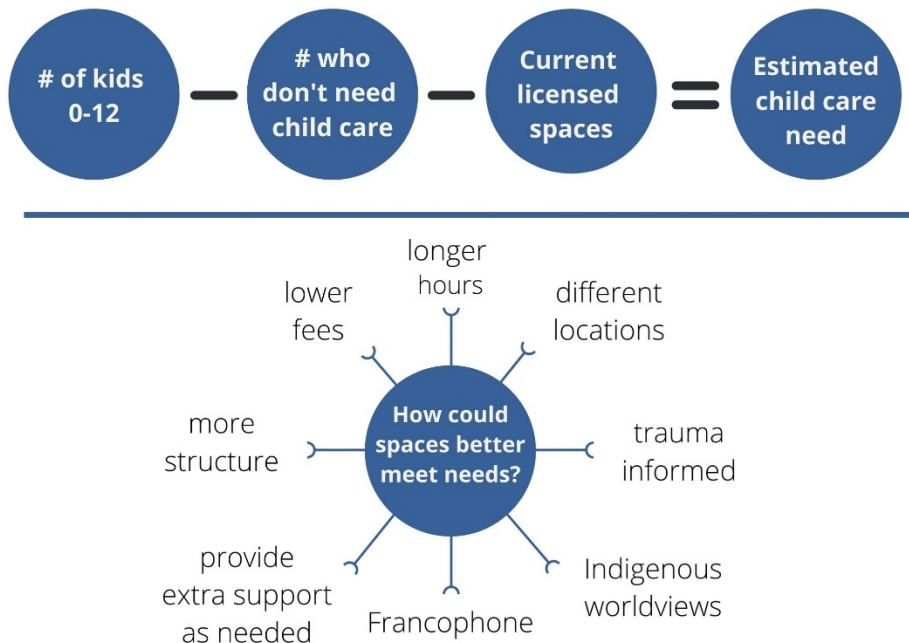 # of kids
0-12
# who
don't need
child care
Current
licensed
spaces
Estimated
child care
need
longer
hours
lower
fees
different
locations
How could
spaces better
meet needs?
more
structure
trauma
informed
provide
extra support
as needed
Francophone
Indigenous
worldviews